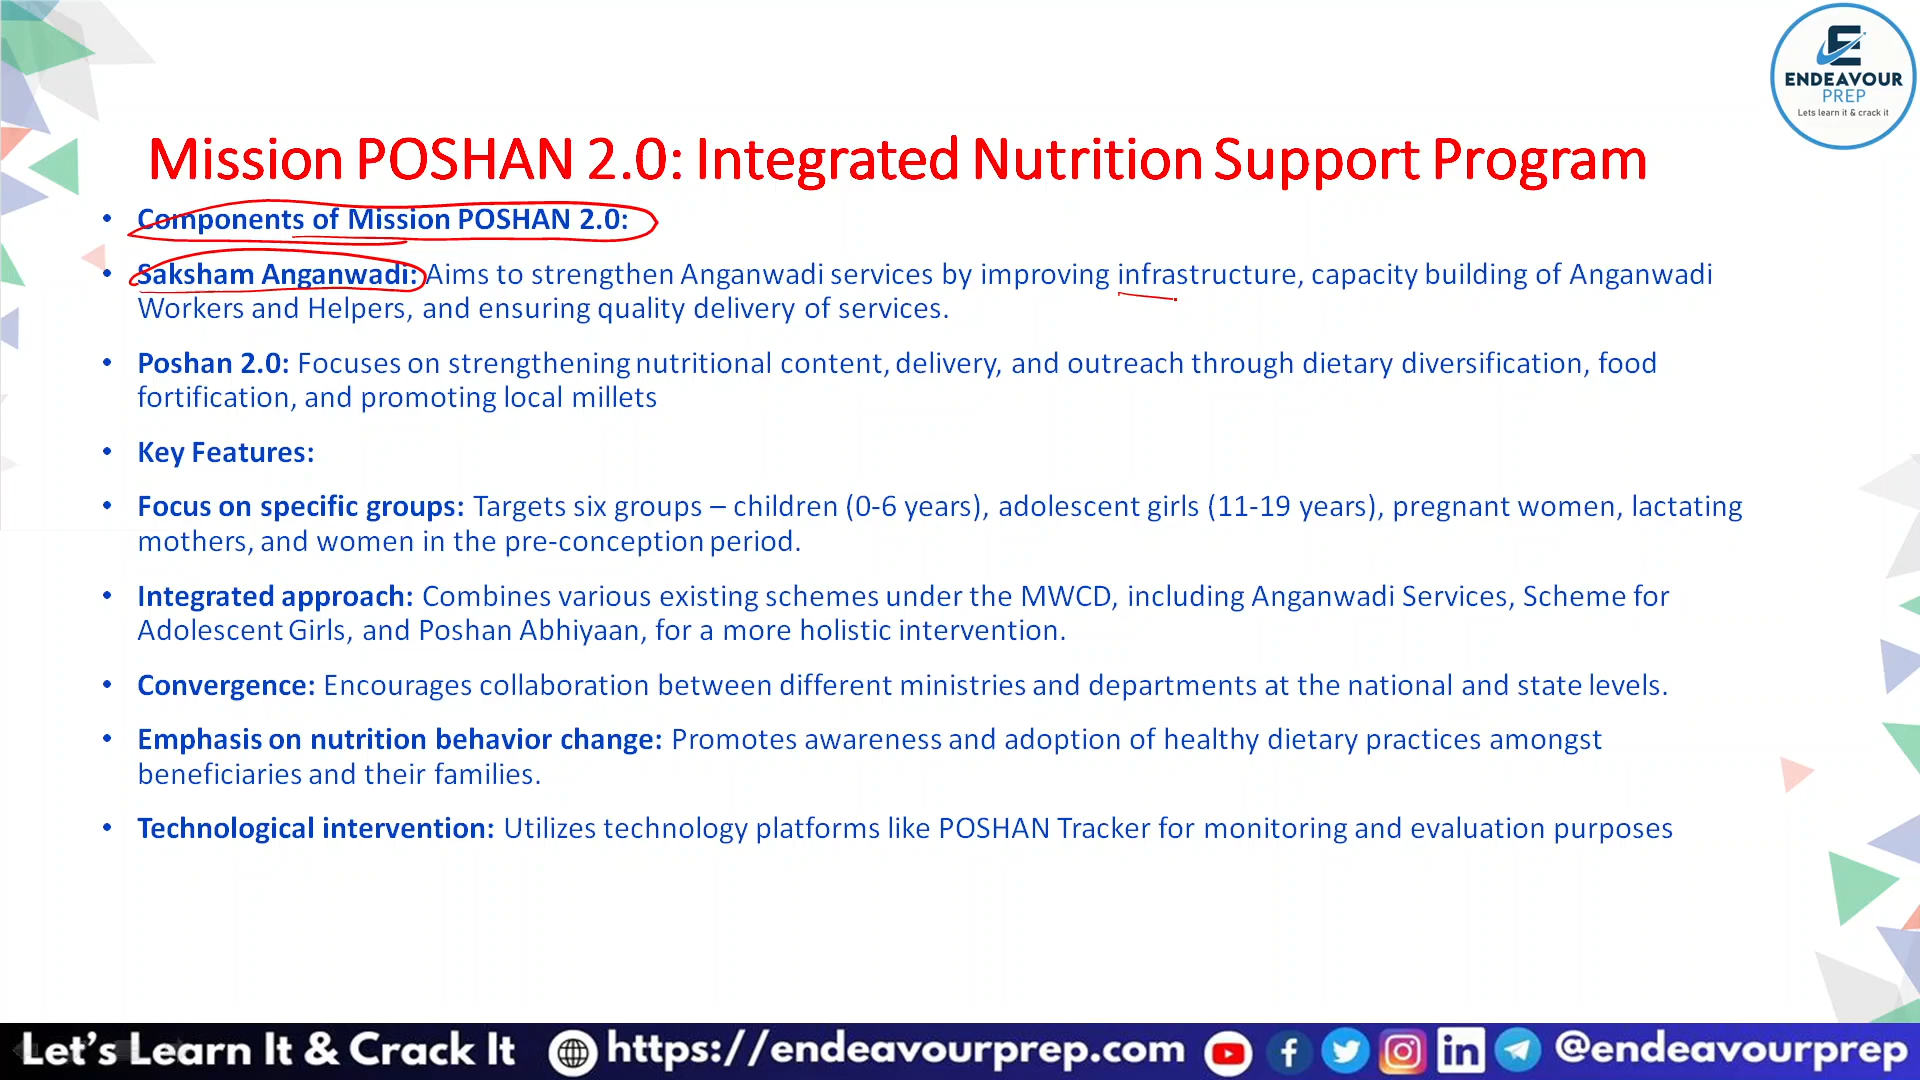 ENDEAVOUR
PREP
Lets learn it & crack it
Mission POSHAN 2.0: Integrated Nutrition Support Program
• Components of Mission POSHAN 2.0:
• Saksham Anganwadi: Aims to strengthen Anganwadi services by improving infrastructure, capacity building of Anganwadi
Workers and Helpers, and ensuring quality delivery of services.
• Poshan 2.0: Focuses on strengthening nutritional content, delivery, and outreach through dietary diversification, food
fortification, and promoting local millets
• Key Features:
• Focus on specific groups: Targets six groups – children (0-6 years), adolescent girls (11-19 years), pregnant women, lactating
mothers, and women in the pre-conception period.
• Integrated approach: Combines various existing schemes under the MWCD, including Anganwadi Services, Scheme for
Adolescent Girls, and Poshan Abhiyaan, for a more holistic intervention.
• Convergence: Encourages collaboration between different ministries and departments at the national and state levels.
• Emphasis on nutrition behavior change: Promotes awareness and adoption of healthy dietary practices amongst
beneficiaries and their families.
• Technological intervention: Utilizes technology platforms like POSHAN Tracker for monitoring and evaluation purposes
Let's Learn It & Crack It https://endeavourprep.com @endeavourprep